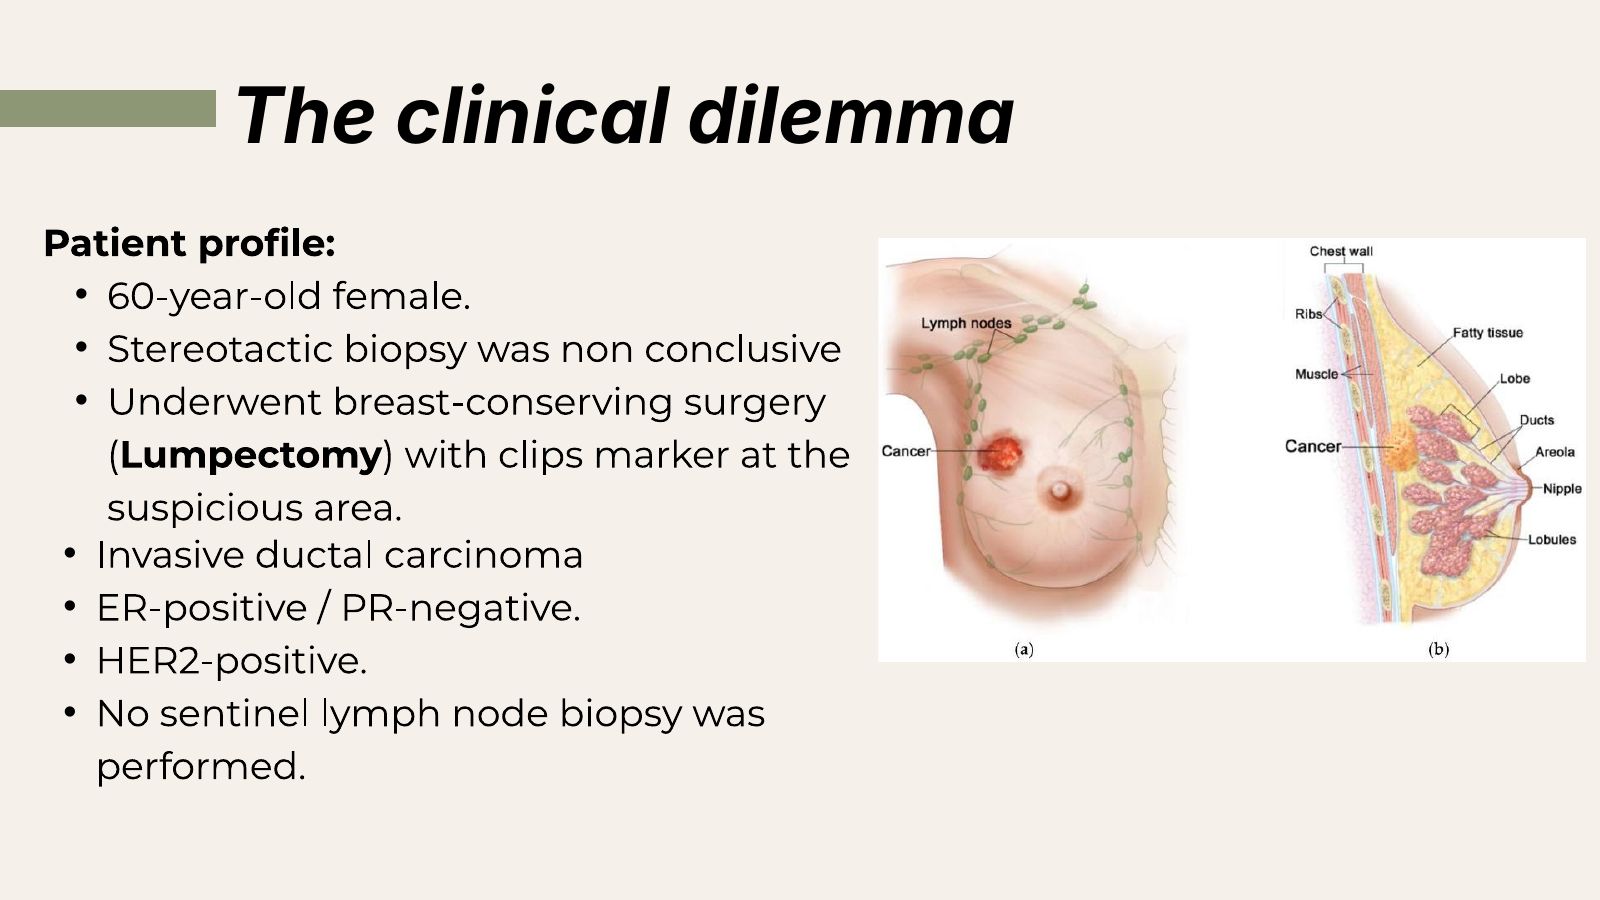 The clinical dilemma
Patient profile:
• 60-year-old female.
• Stereotactic biopsy was non conclusive
• Underwent breast-conserving surgery
(Lumpectomy) with clips marker at the
suspicious area.
• Invasive ductal carcinoma
• ER-positive / PR-negative.
• HER2-positive.
• No sentinel lymph node biopsy was
performed.
Lymph nodes
Cancer
(a)
Chest wall
Ribs
Fatty tissue
Muscle
Lobe
Ducts
Cancer
Areola
Nipple
Lobules
(b)